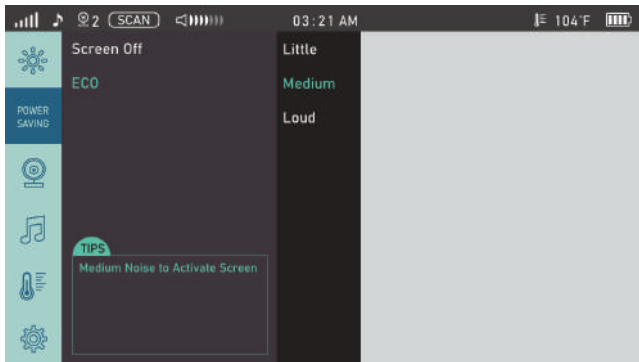 2 SCAN 03:21 AM 104°F
Screen Off
ECO
POWER
SAVING
Little
Medium
Loud
TIPS
Medium Noise to Activate Screen